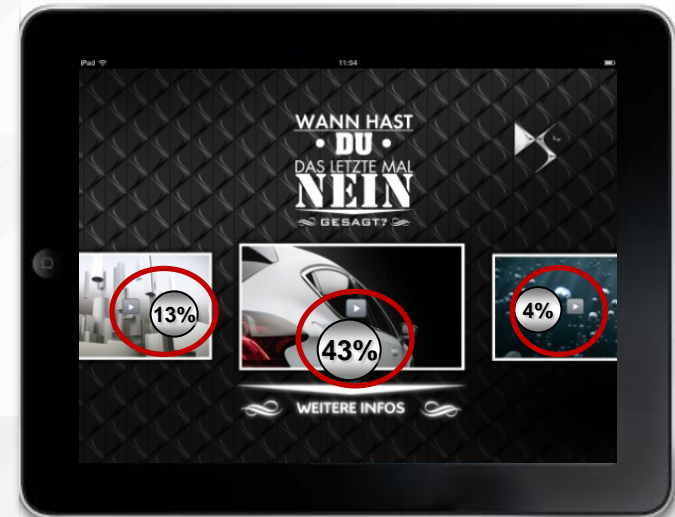 iPad
11:54
WANN HAST
• DU •
DAS LETZTE MAL
NEIN
GESAGT?
13%
43%
4%
WEITERE INFOS